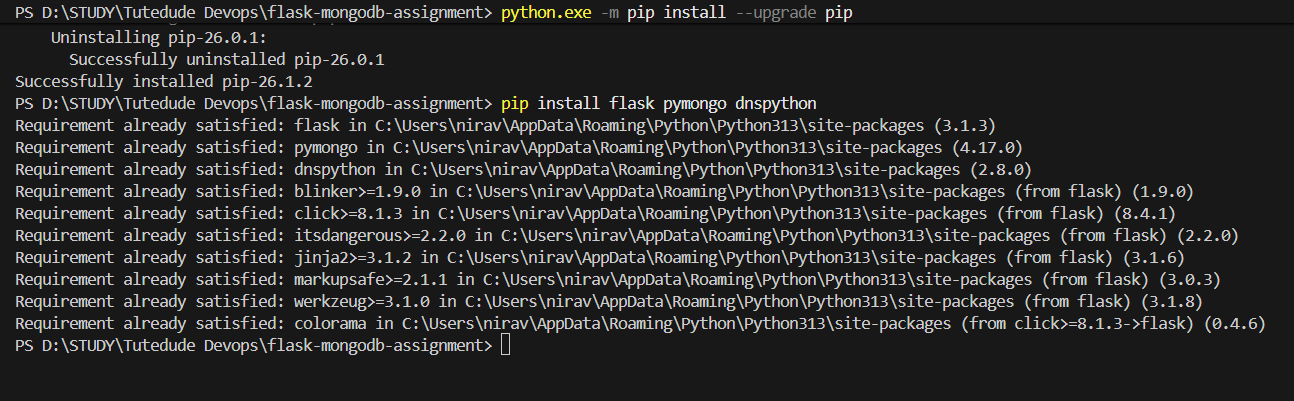 PS D:\STUDY\Tutedude Devops\flask-mongodb-assignment> python.exe -m pip install --upgrade pip
    Uninstalling pip-26.0.1:
      Successfully uninstalled pip-26.0.1
Successfully installed pip-26.1.2
PS D:\STUDY\Tutedude Devops\flask-mongodb-assignment> pip install flask pymongo dnspython
Requirement already satisfied: flask in C:\Users\nirav\AppData\Roaming\Python\Python313\site-packages (3.1.3)
Requirement already satisfied: pymongo in C:\Users\nirav\AppData\Roaming\Python\Python313\site-packages (4.17.0)
Requirement already satisfied: dnspython in C:\Users\nirav\AppData\Roaming\Python\Python313\site-packages (2.8.0)
Requirement already satisfied: blinker>=1.9.0 in C:\Users\nirav\AppData\Roaming\Python\Python313\site-packages (from flask) (1.9.0)
Requirement already satisfied: click>=8.1.3 in C:\Users\nirav\AppData\Roaming\Python\Python313\site-packages (from flask) (8.4.1)
Requirement already satisfied: itsdangerous>=2.2.0 in C:\Users\nirav\AppData\Roaming\Python\Python313\site-packages (from flask) (2.2.0)
Requirement already satisfied: jinja2>=3.1.2 in C:\Users\nirav\AppData\Roaming\Python\Python313\site-packages (from flask) (3.1.6)
Requirement already satisfied: markupsafe>=2.1.1 in C:\Users\nirav\AppData\Roaming\Python\Python313\site-packages (from flask) (3.0.3)
Requirement already satisfied: werkzeug>=3.1.0 in C:\Users\nirav\AppData\Roaming\Python\Python313\site-packages (from flask) (3.1.8)
Requirement already satisfied: colorama in C:\Users\nirav\AppData\Roaming\Python\Python313\site-packages (from click>=8.1.3->flask) (0.4.6)
PS D:\STUDY\Tutedude Devops\flask-mongodb-assignment>